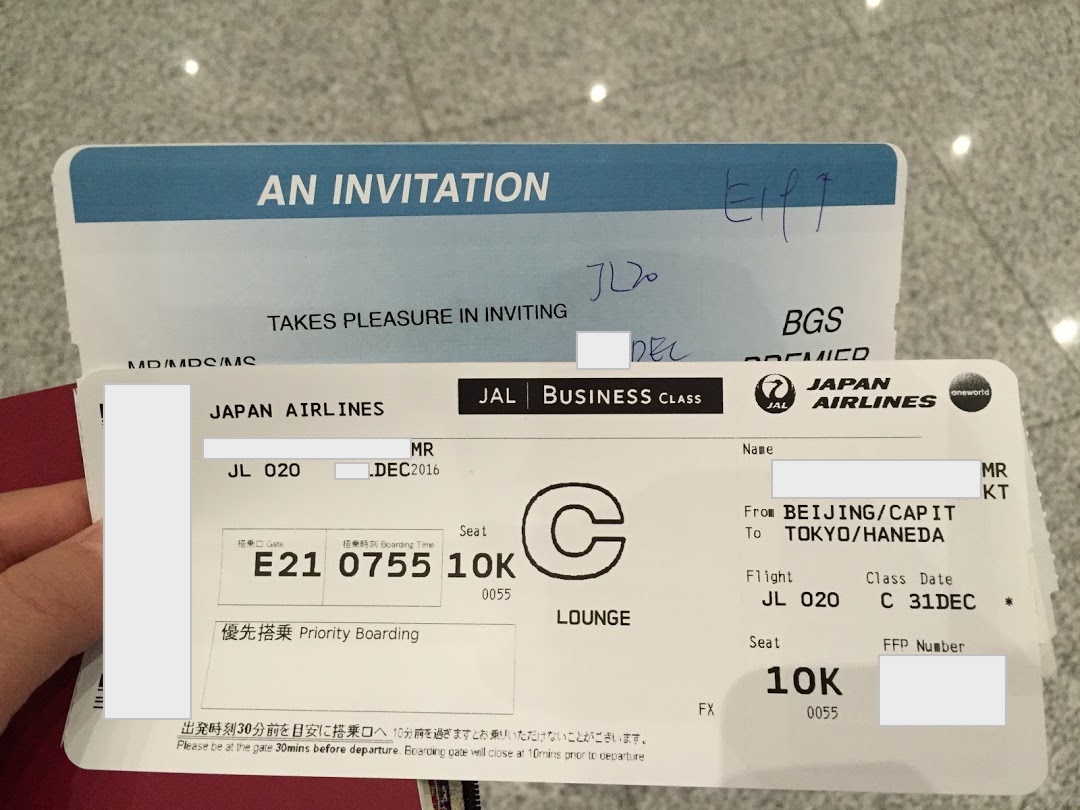 AN INVITATION
E19↑
JL20
TAKES PLEASURE IN INVITING
DEC
BGS
PREMIER
MR/MRS/MS
JAPAN AIRLINES
JAL BUSINESS CLASS
JAL
JAPAN
AIRLINES
oneworld
MR
JL 020 DEC2016
搭乗口 Gate
E21
搭乗時刻 Boarding Time
0755
Seat
10K
0055
C
LOUNGE
優先搭乗 Priority Boarding
FX
出発時刻30分前を目安に搭乗口へ 10分前を過ぎますとお乗りいただけないことがございます。
Please be at the gate 30mins before departure. Boarding gate will close at 10mins prior to departure
Name
MR
KT
From BEIJING/CAPIT
To TOKYO/HANEDA
Flight
JL 020
Class Date
C 31DEC *
Seat
10K
0055
FFP Number